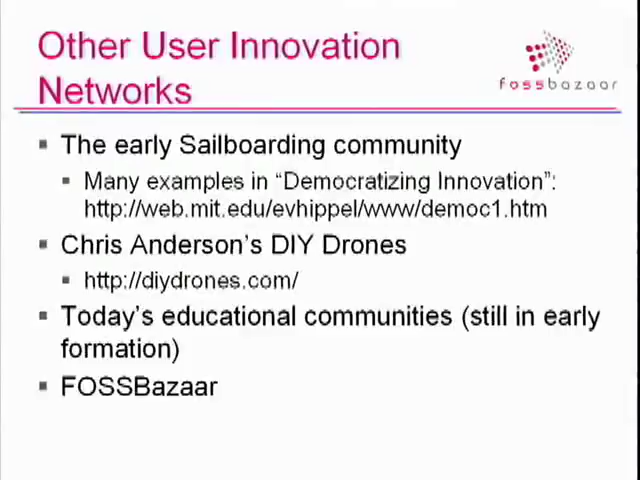 Other User Innovation
Networks
fossbazaar
▪ The early Sailboarding community
▪ Many examples in “Democratizing Innovation”:
http://web.mit.edu/evhippel/www/democ1.htm
▪ Chris Anderson’s DIY Drones
▪ http://diydrones.com/
▪ Today’s educational communities (still in early
formation)
▪ FOSSBazaar